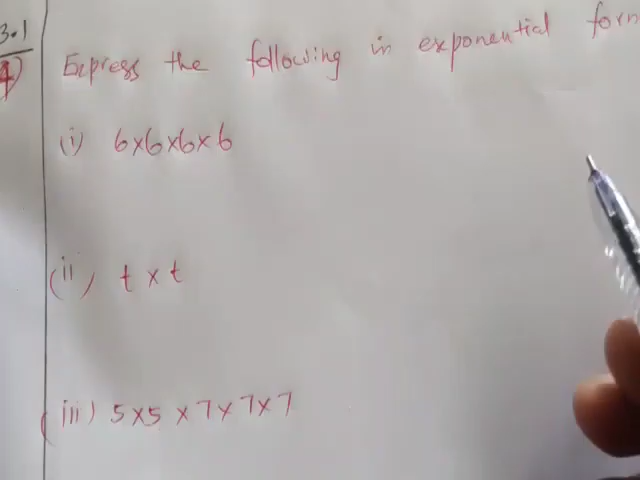 3.1
4) Express the following in exponential form
(i) 6×6×6×6
(ii) t × t
(iii) 5×5 × 7×7×7